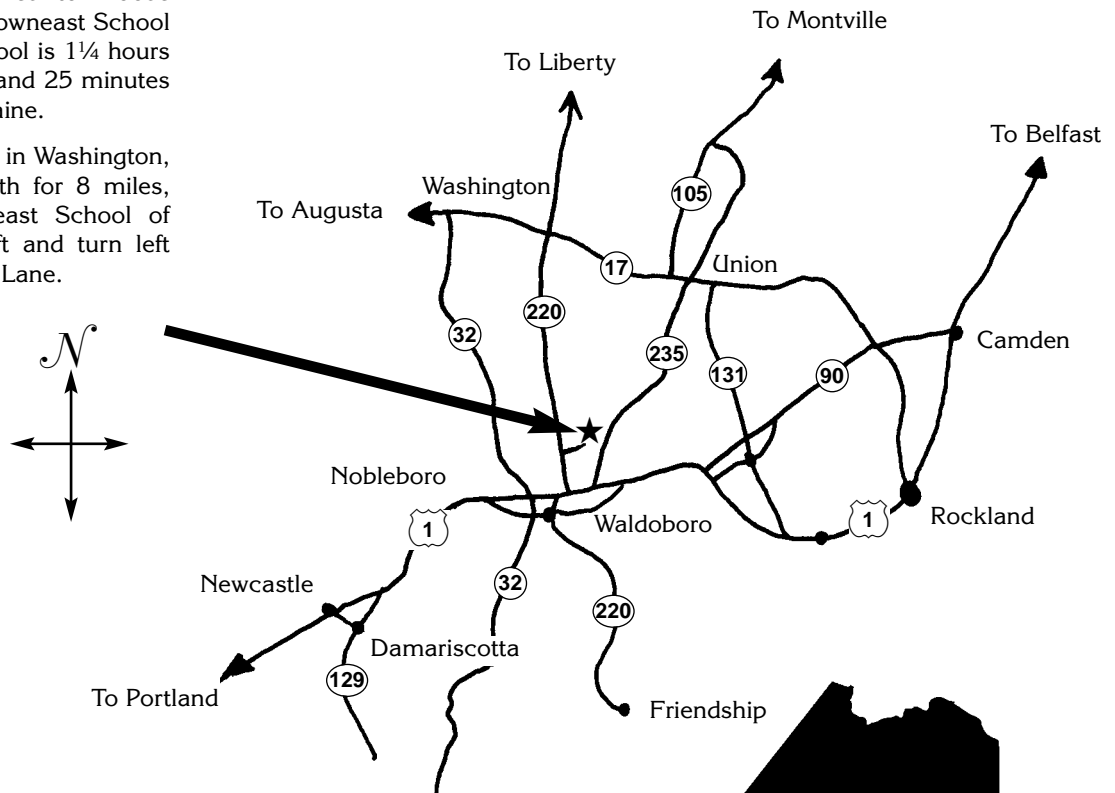 owneast School
ool is 1¼ hours
and 25 minutes
ine.
in Washington,
th for 8 miles,
east School of
ft and turn left
Lane.
To Montville
To Liberty
To Belfast
Washington
105
To Augusta
17
Union
220
N
32
235
131
90
Camden
Nobleboro
1
Waldoboro
1
Rockland
Newcastle
32
220
Damariscotta
129
To Portland
Friendship